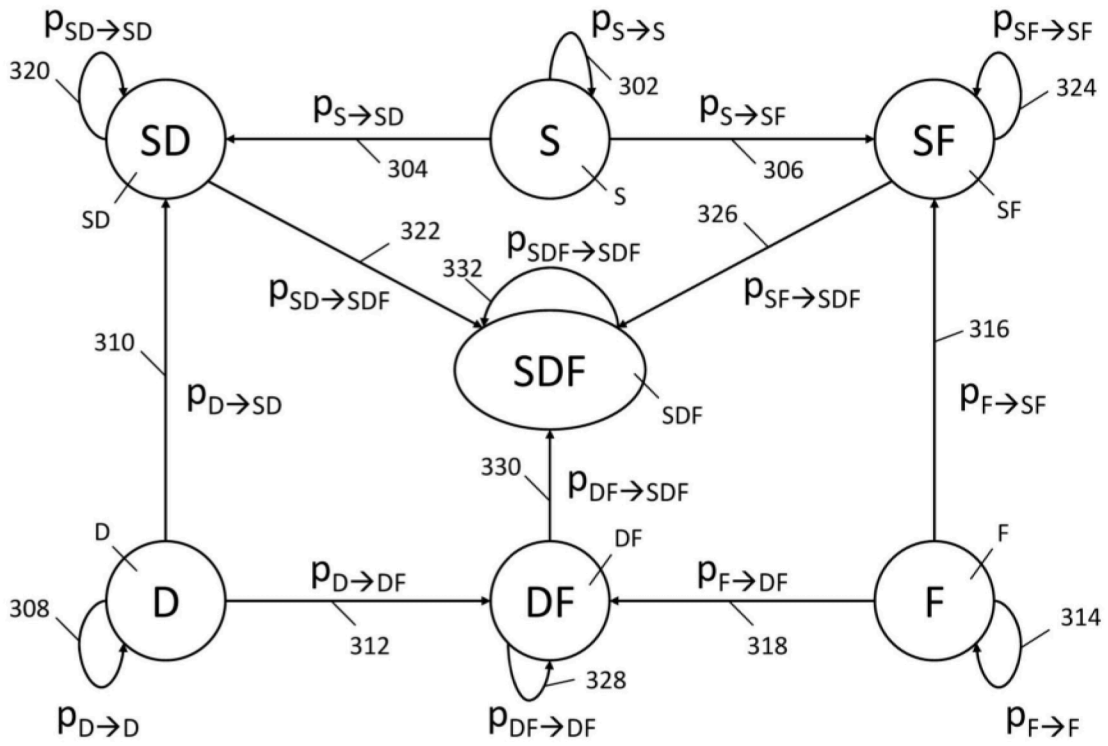 pSD→SD
pS→S
pSF→SF
320
302
324
SD
pS→SD
S
pS→SF
SF
304
306
SD
S
SF
322
326
332
pSDF→SDF
pSD→SDF
pSF→SDF
310
316
SDF
pD→SD
SDF
pF→SF
330
pDF→SDF
D
DF
F
D
pD→DF
DF
pF→DF
F
308
312
318
314
328
pD→D
pDF→DF
pF→F